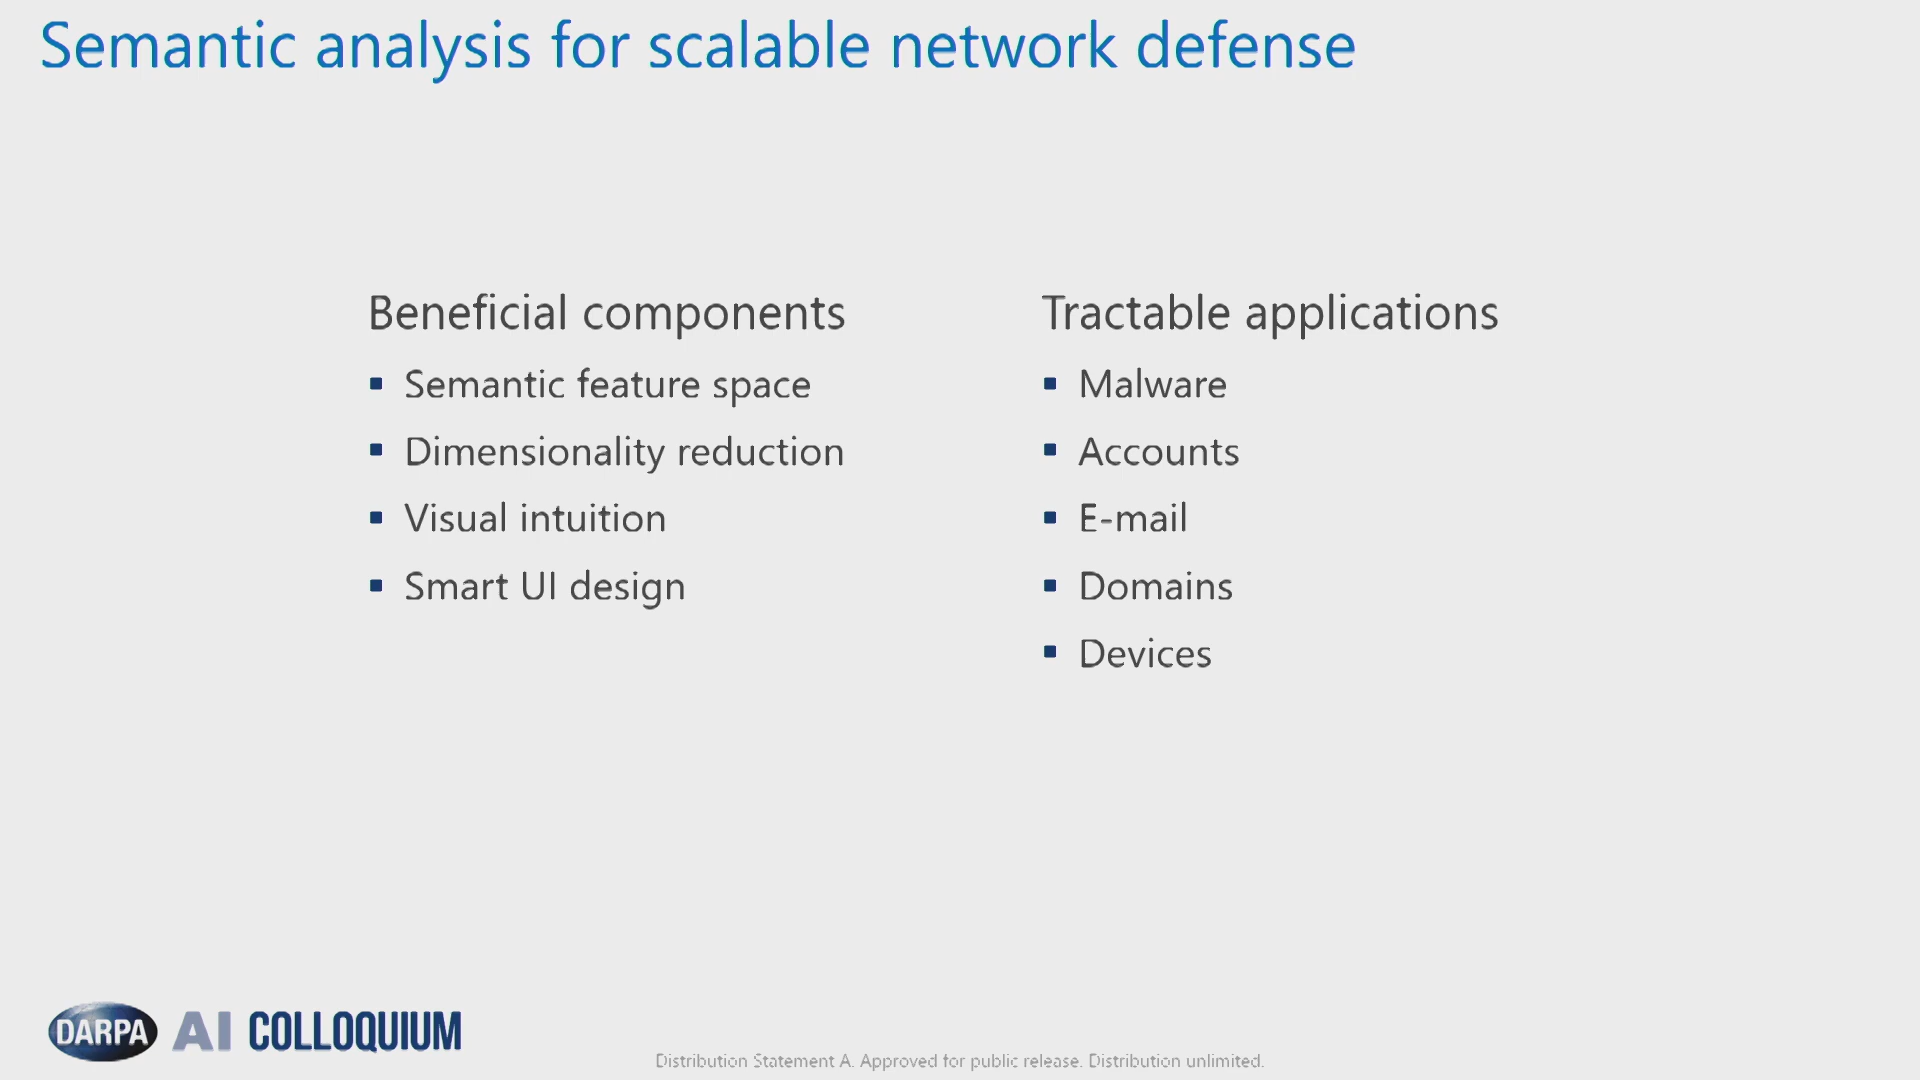 Semantic analysis for scalable network defense
Beneficial components
Semantic feature space
Dimensionality reduction
Visual intuition
Smart UI design
Tractable applications
Malware
Accounts
E-mail
Domains
Devices
DARPA AI COLLOQUIUM
Distribution Statement A. Approved for public release. Distribution unlimited.